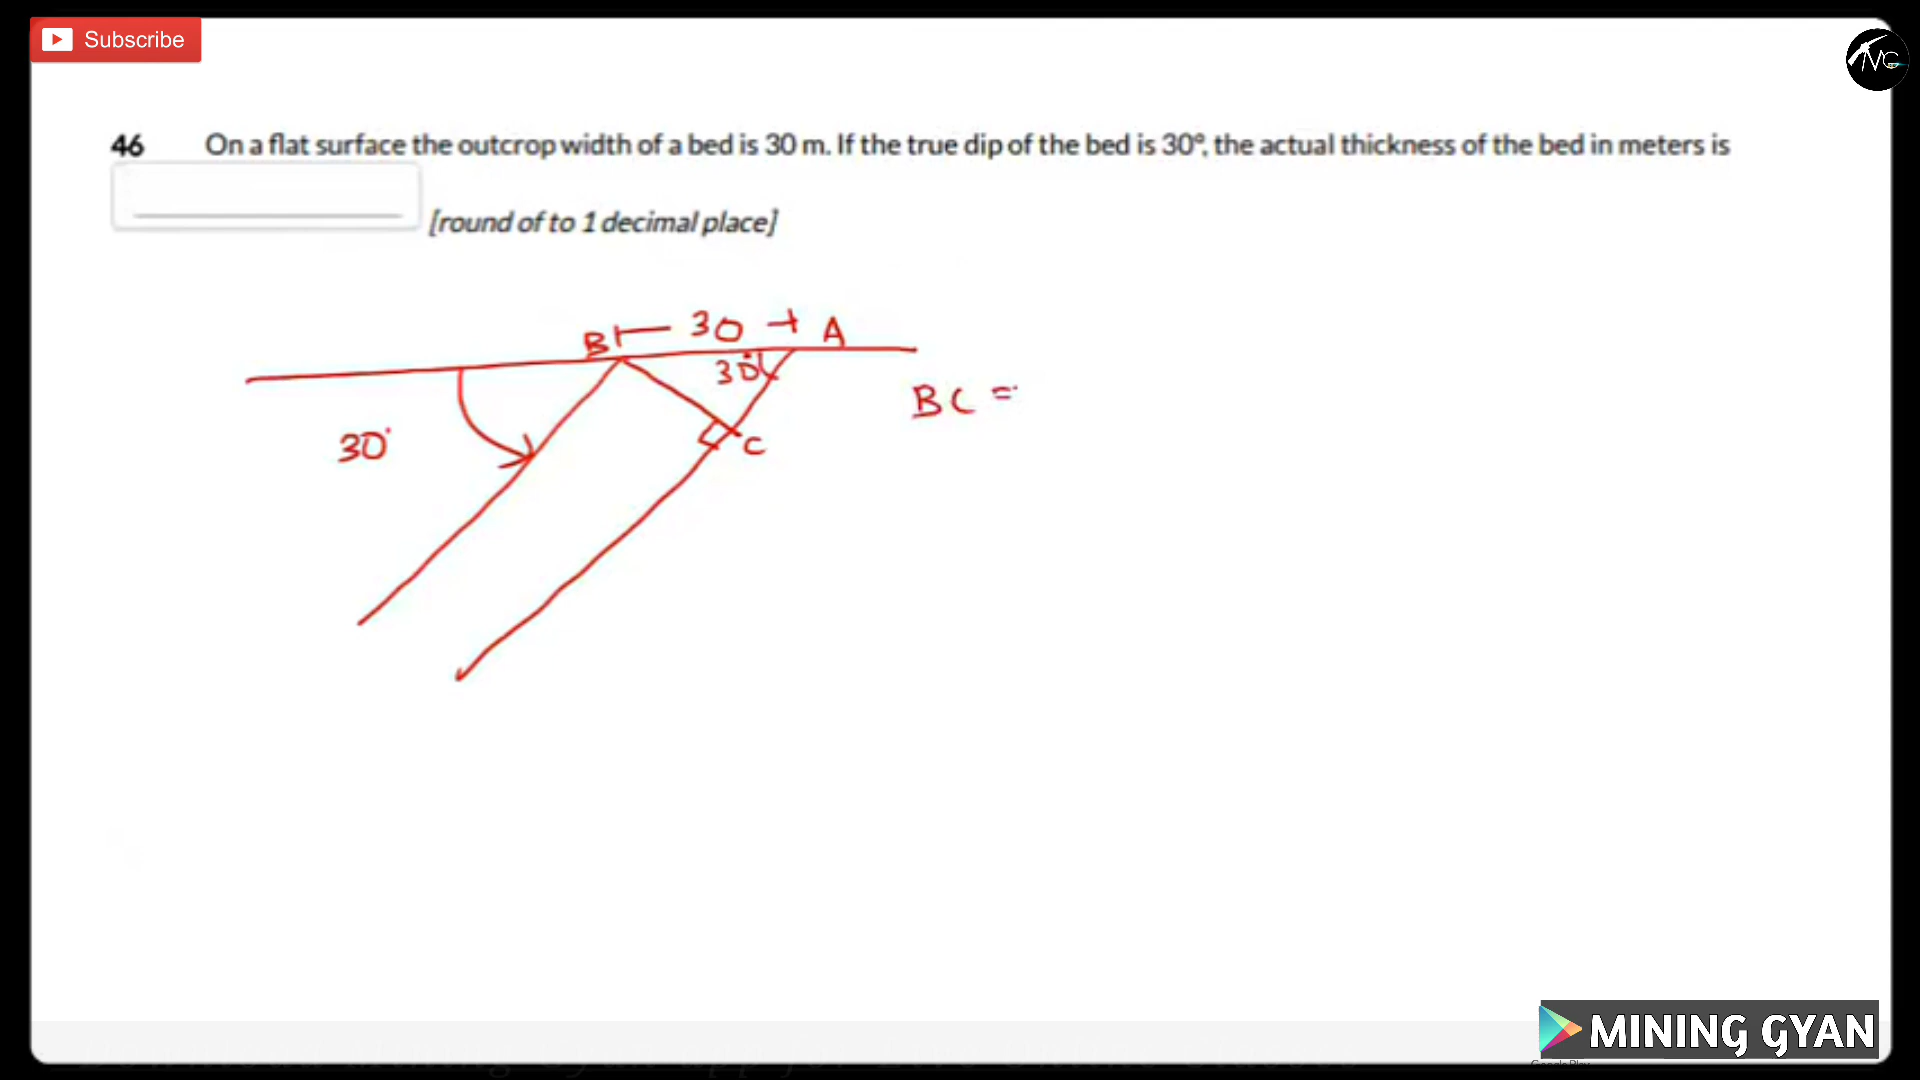 Subscribe
NG
46 On a flat surface the outcrop width of a bed is 30 m. If the true dip of the bed is 30°, the actual thickness of the bed in meters is
[round of to 1 decimal place]
B 30 A
30°
BC =
30°
C
MINING GYAN